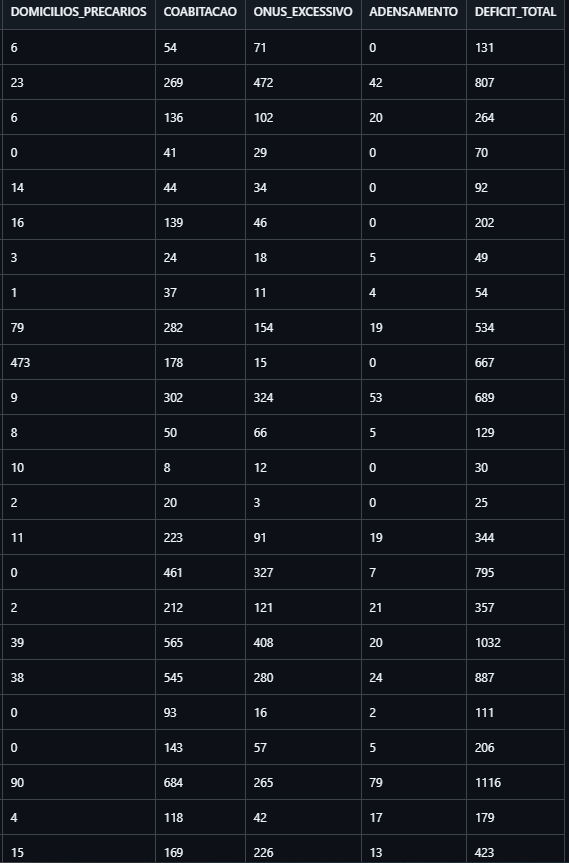 DOMICILIOS_PRECARIOS COABITACAO ONUS_EXCESSIVO ADENSAMENTO DEFICIT_TOTAL
6 54 71 0 131
23 269 472 42 807
6 136 102 20 264
0 41 29 0 70
14 44 34 0 92
16 139 46 0 202
3 24 18 5 49
1 37 11 4 54
79 282 154 19 534
473 178 15 0 667
9 302 324 53 689
8 50 66 5 129
10 8 12 0 30
2 20 3 0 25
11 223 91 19 344
0 461 327 7 795
2 212 121 21 357
39 565 408 20 1032
38 545 280 24 887
0 93 16 2 111
0 143 57 5 206
90 684 265 79 1116
4 118 42 17 179
15 169 226 13 423